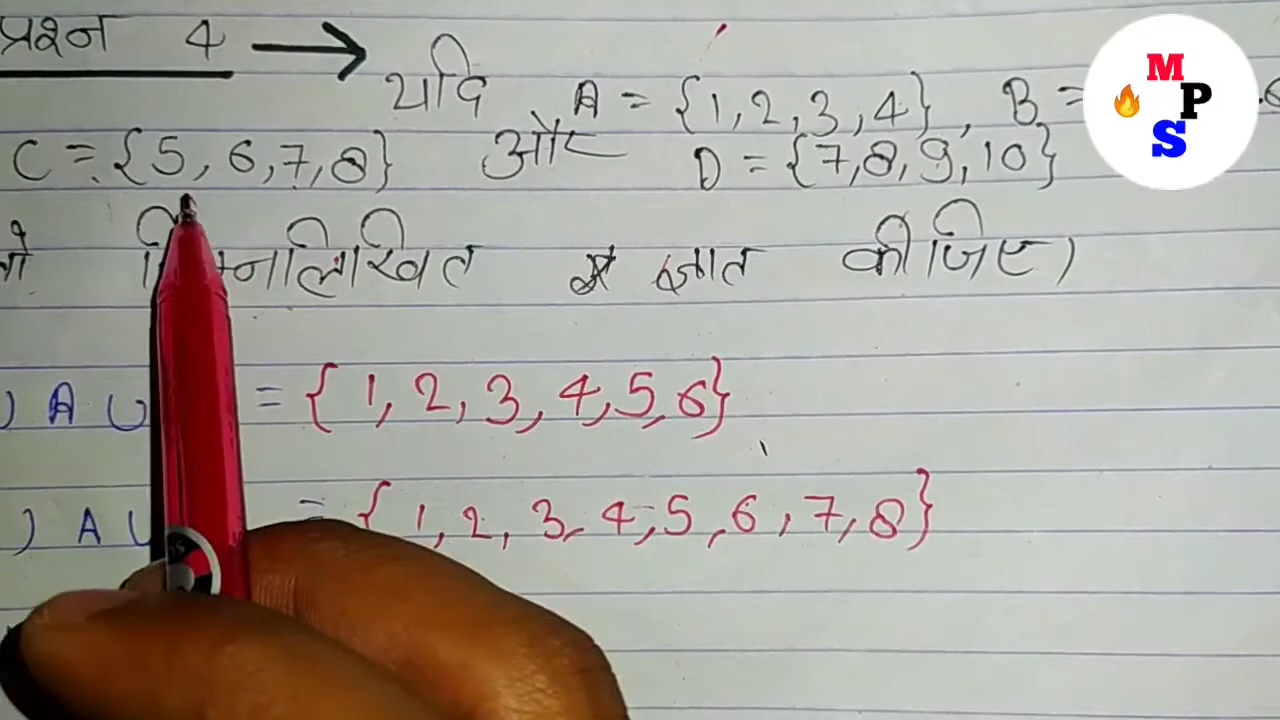 प्रश्न 4 → यदि A = {1, 2, 3, 4}, B =
C = {5, 6, 7, 8} और D = {7, 8, 9, 10}
तो निम्नलिखित में ज्ञात कीजिए।
) A ∪ = {1, 2, 3, 4, 5, 6}
) A ∪ = {1, 2, 3, 4, 5, 6, 7, 8}
M
P
S